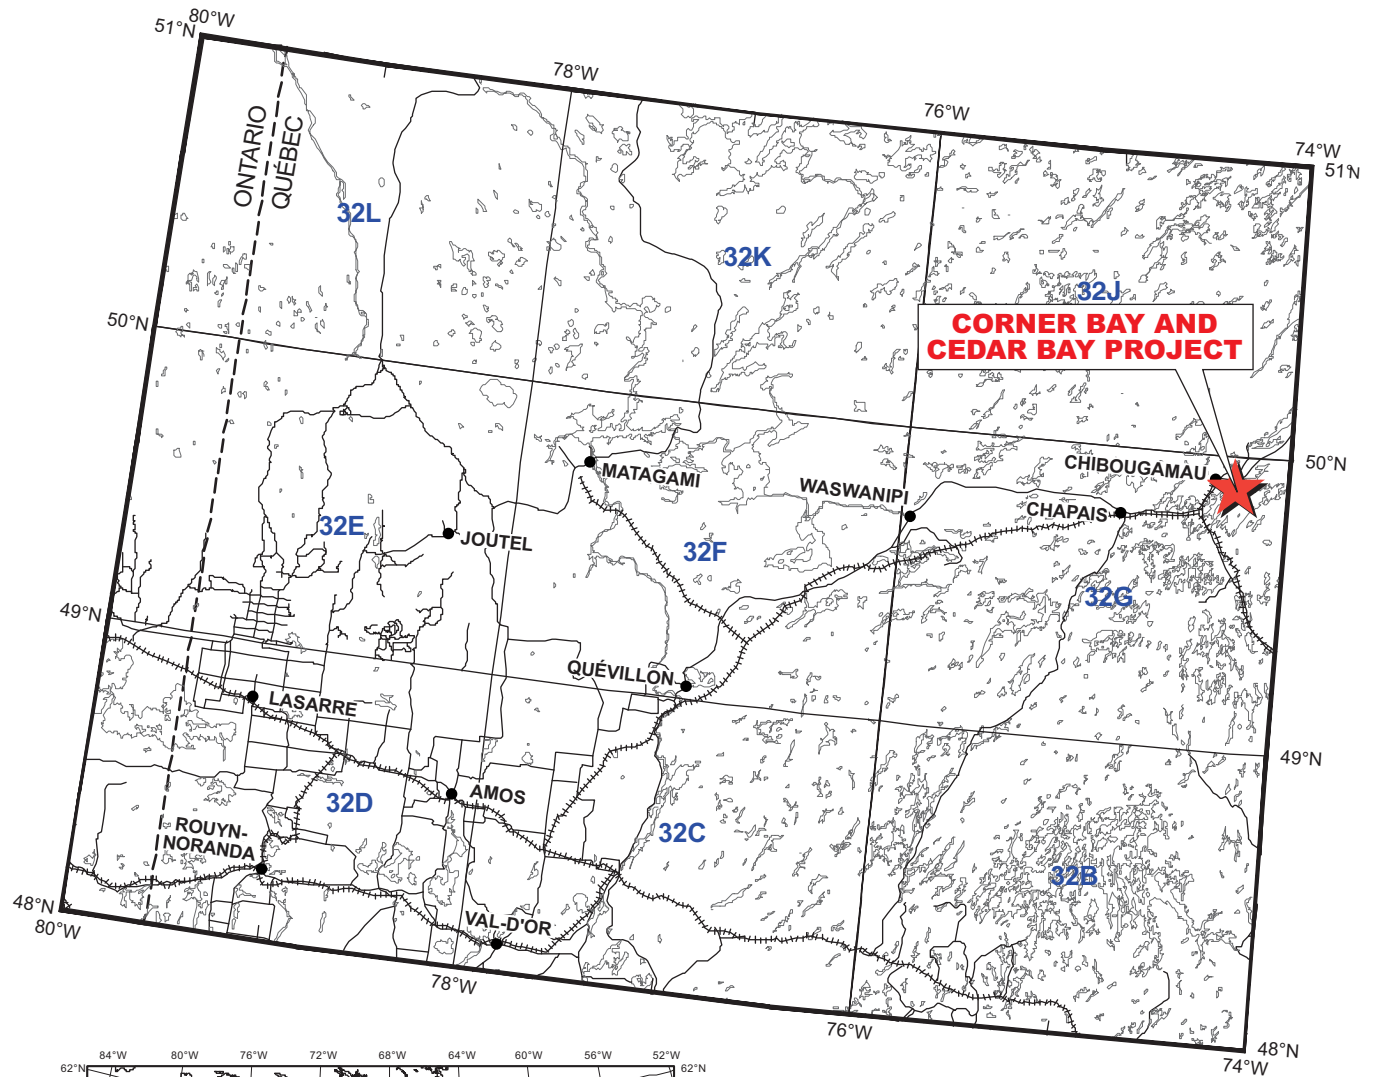 80°W
51°N
78°W
76°W
74°W
51°N
ONTARIO
QUÉBEC
32L
32K
32J
CORNER BAY AND
CEDAR BAY PROJECT
50°N
MATAGAMI
WASWANIPI
CHIBOUGAMAU
50°N
CHAPAIS
32E
JOUTEL
32F
32G
49°N
QUÉVILLON
LASARRE
49°N
32D
AMOS
32C
ROUYN-
NORANDA
32B
48°N
80°W
VAL-D'OR
78°W
76°W
48°N
74°W
84°W 80°W 76°W 72°W 68°W 64°W 60°W 56°W 52°W
62°N 62°N